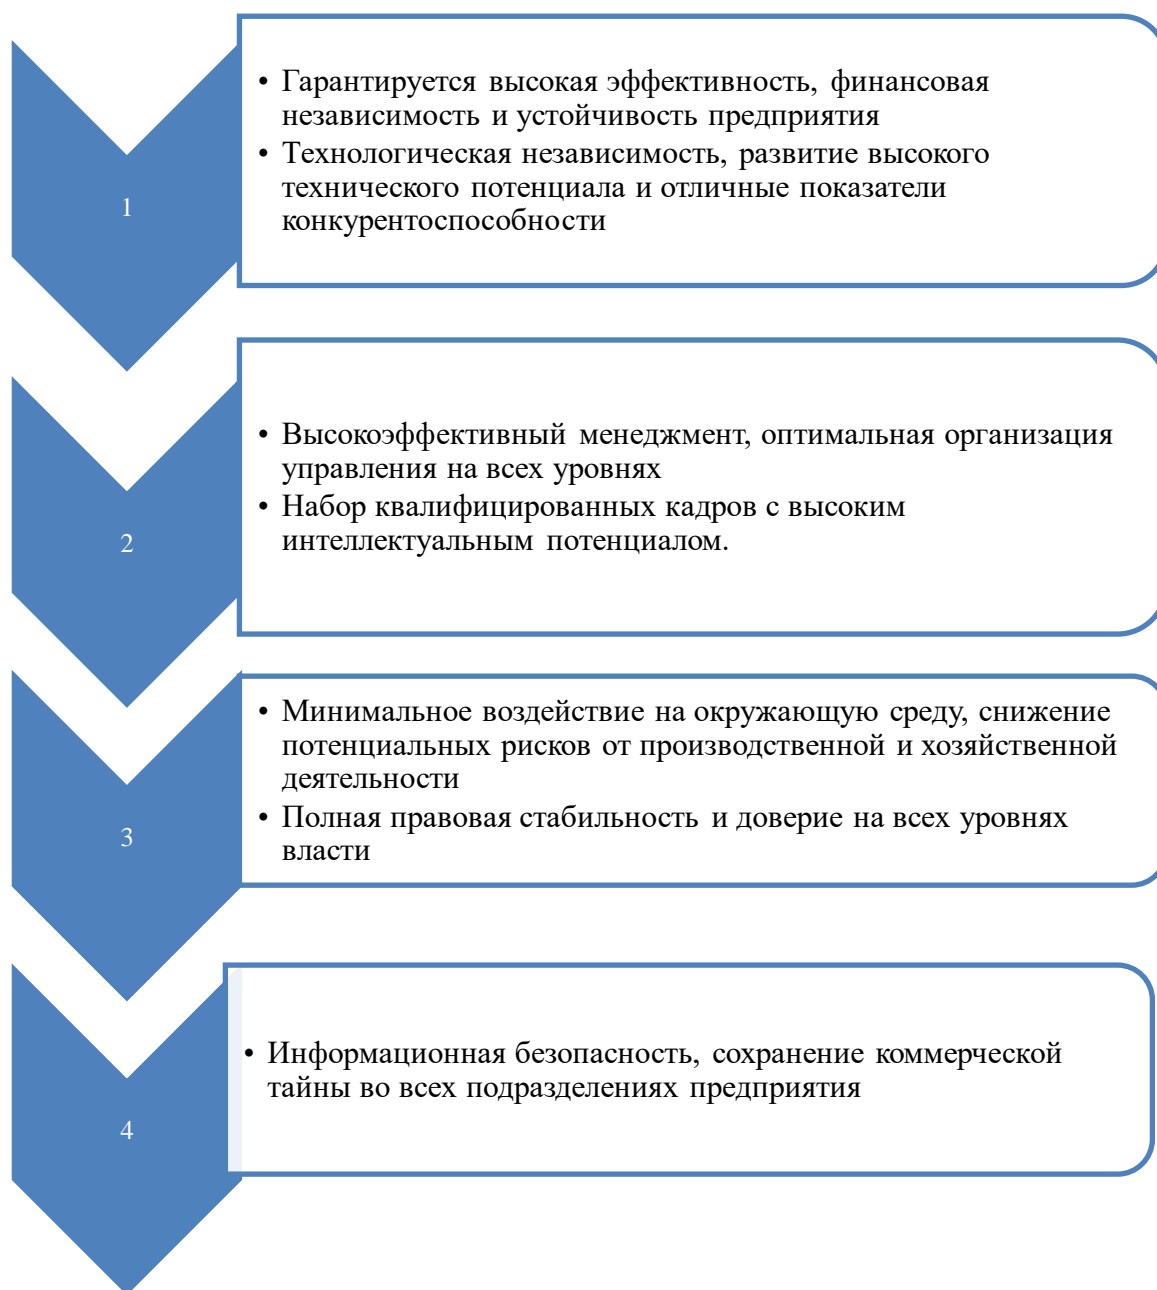 1
• Гарантируется высокая эффективность, финансовая
независимость и устойчивость предприятия
• Технологическая независимость, развитие высокого
технического потенциала и отличные показатели
конкурентоспособности
2
• Высокоэффективный менеджмент, оптимальная организация
управления на всех уровнях
• Набор квалифицированных кадров с высоким
интеллектуальным потенциалом.
3
• Минимальное воздействие на окружающую среду, снижение
потенциальных рисков от производственной и хозяйственной
деятельности
• Полная правовая стабильность и доверие на всех уровнях
власти
4
• Информационная безопасность, сохранение коммерческой
тайны во всех подразделениях предприятия